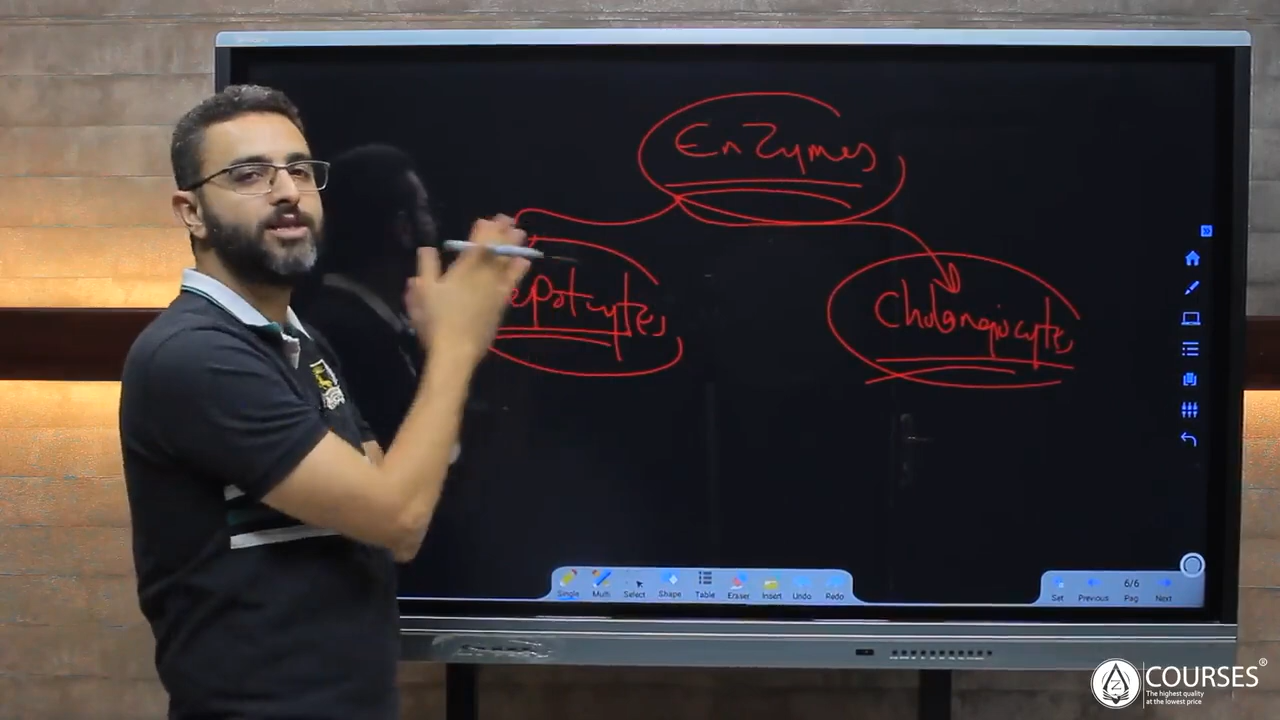 Enzymes
epatocytes
Cholangiocytes
Single Multi Select Shape Table Eraser Insert Undo Redo
6/6
Set Previous Pag Next
Z COURSES®
The highest quality
at the lowest price